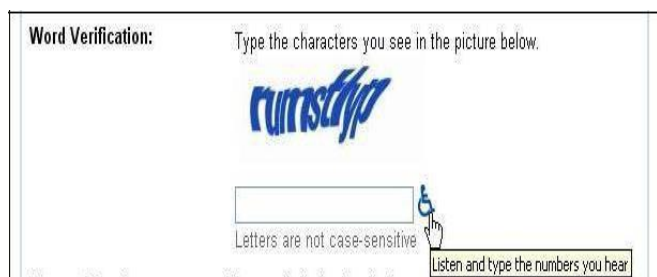 Word Verification: Type the characters you see in the picture below.
Letters are not case-sensitive
Listen and type the numbers you hear